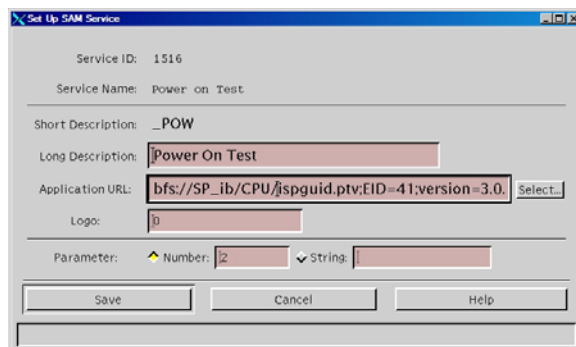 Set Up SAM Service
Service ID: 1516
Service Name: Power on Test
Short Description: _POW
Long Description: Power On Test
Application URL: bfs://SP_ib/CPU/ispguid.ptv;EID=41;version=3.0. Select...
Logo: 0
Parameter: Number: 2 String:
Save Cancel Help